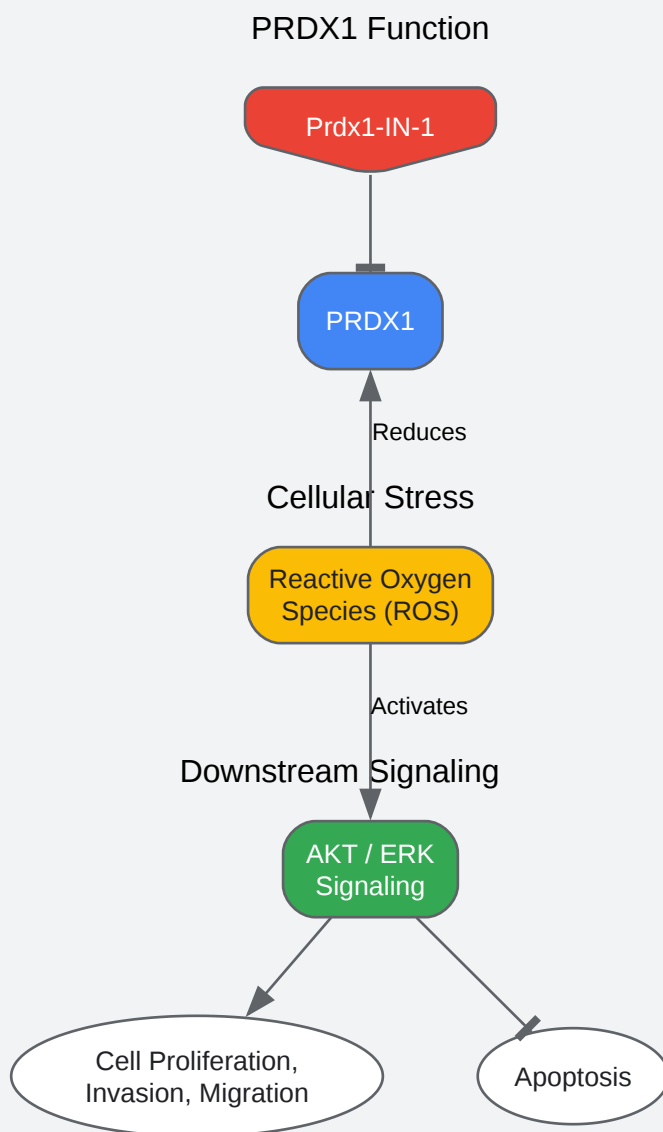 PRDX1 Function
Prdx1-IN-1
PRDX1
Reduces
Cellular Stress
Reactive Oxygen
Species (ROS)
Activates
Downstream Signaling
AKT / ERK
Signaling
Cell Proliferation,
Invasion, Migration
Apoptosis